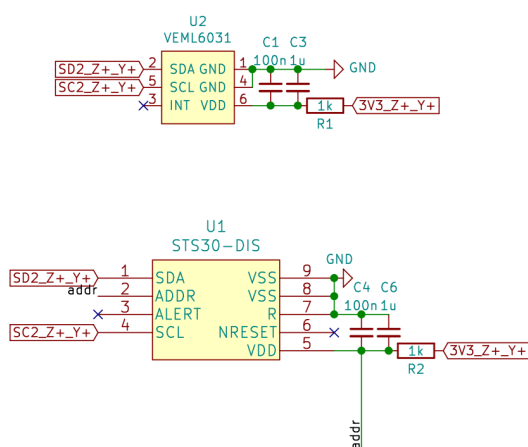 U2
VEML6031
C1 C3
SD2_Z+_Y+ 2 SDA GND 1 100n 1u GND
SC2_Z+_Y+ 5 SCL GND 4
3 INT VDD 6 1k 3V3_Z+_Y+
R1
U1
STS30-DIS
GND
SD2_Z+_Y+ 1 SDA VSS 9
addr 2 ADDR VSS 8 C4 C6
3 ALERT R 7 100n 1u
SC2_Z+_Y+ 4 SCL NRESET 6
VDD 5 1k 3V3_Z+_Y+
R2
addr